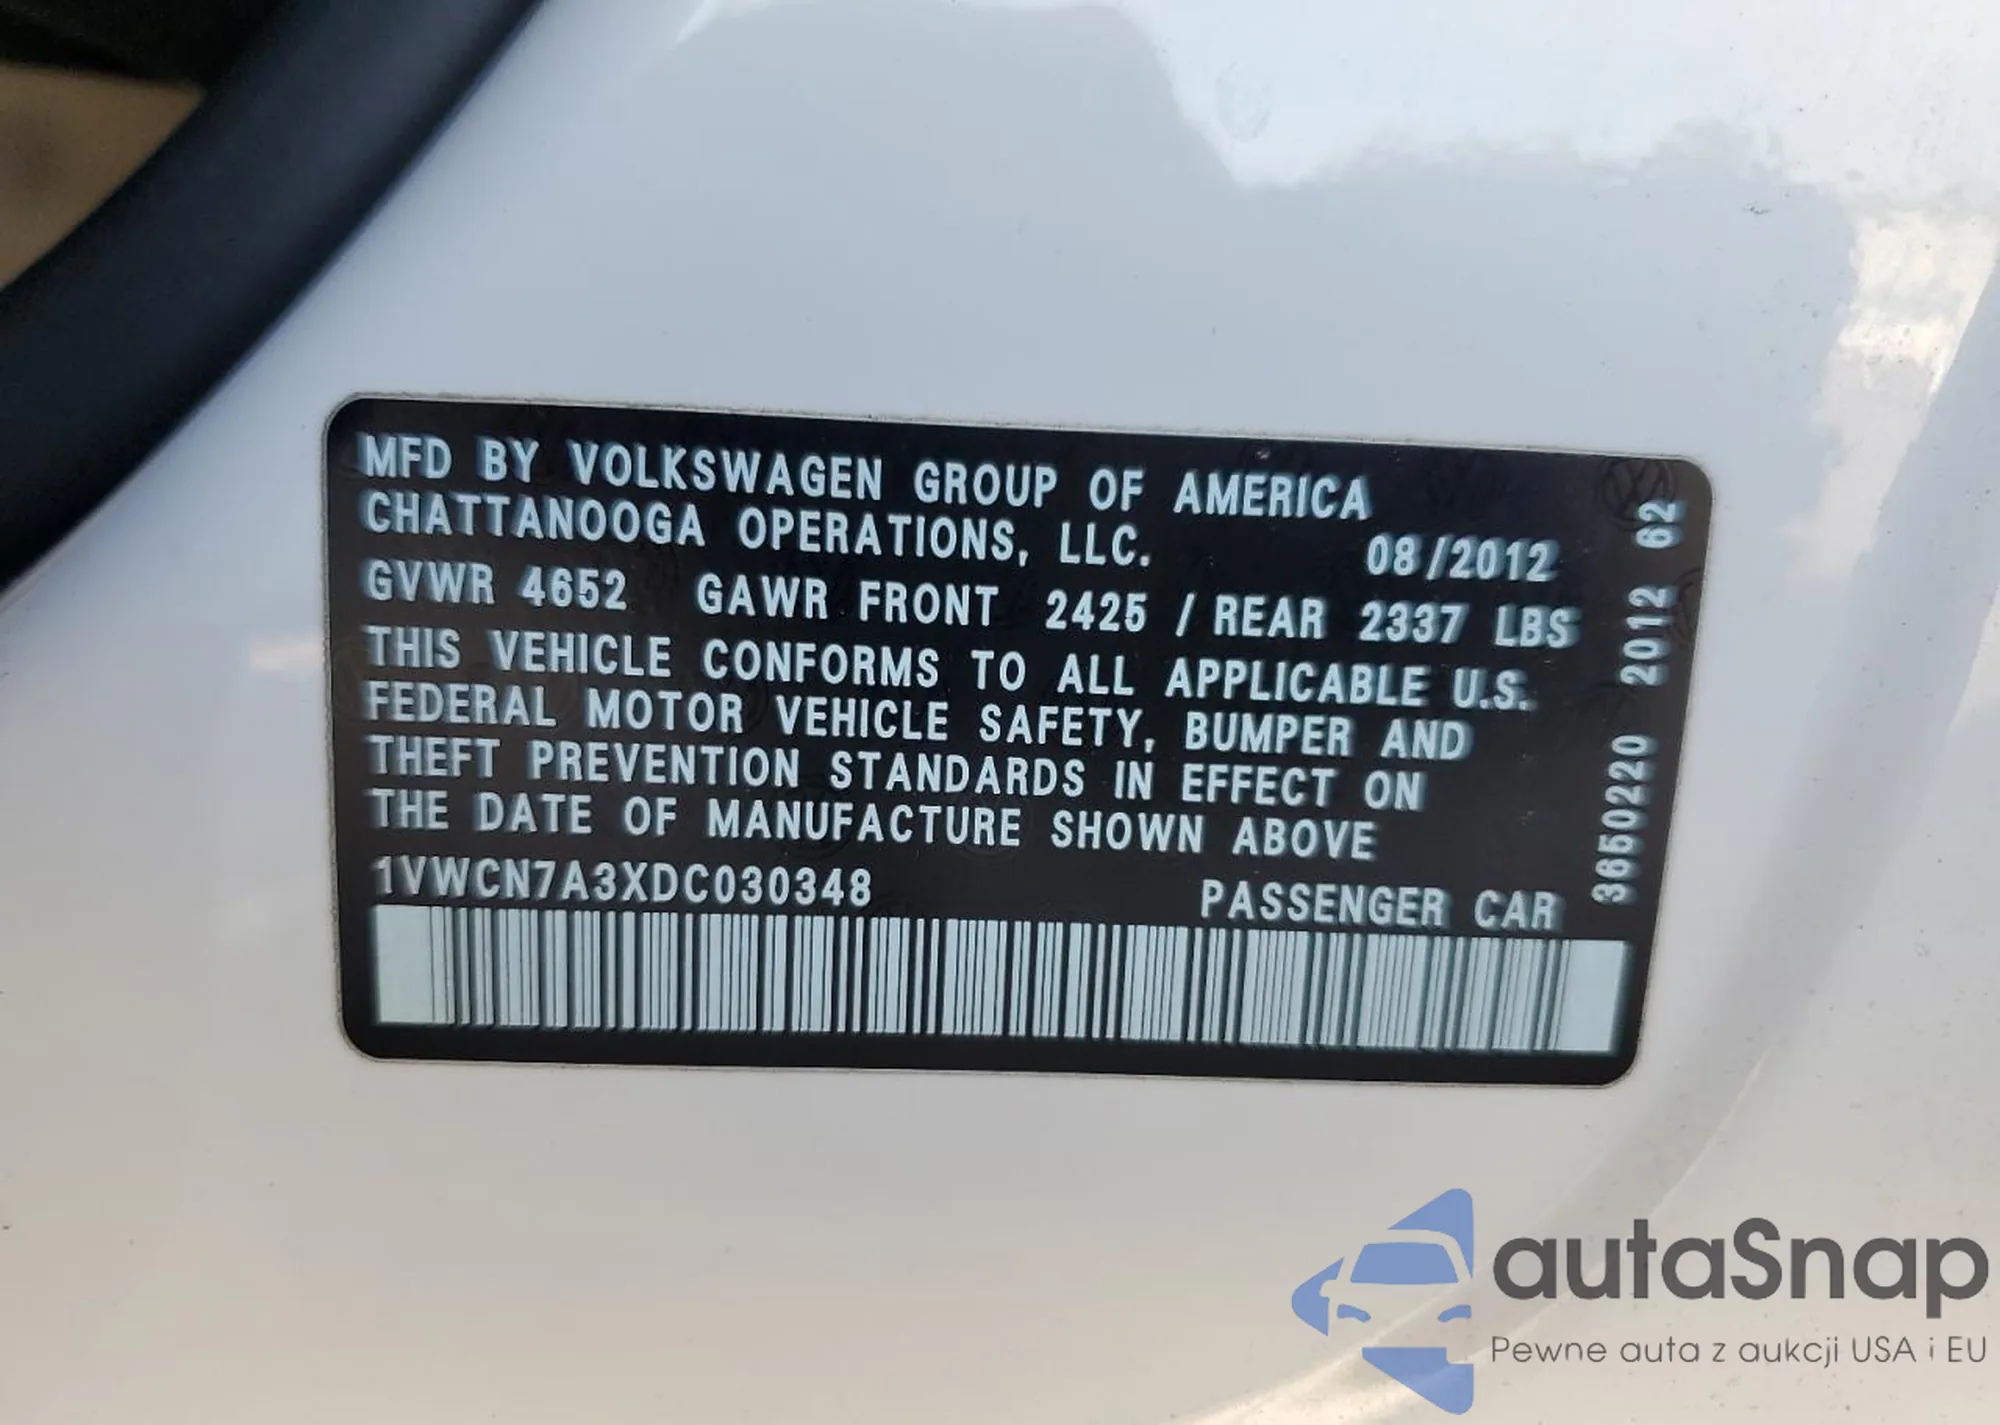 MFD BY VOLKSWAGEN GROUP OF AMERICA
CHATTANOOGA OPERATIONS, LLC.
08/2012
GVWR 4652 GAWR FRONT 2425 / REAR 2337 LBS
THIS VEHICLE CONFORMS TO ALL APPLICABLE U.S.
FEDERAL MOTOR VEHICLE SAFETY, BUMPER AND
THEFT PREVENTION STANDARDS IN EFFECT ON
THE DATE OF MANUFACTURE SHOWN ABOVE
1VWCN7A3XDC030348 PASSENGER CAR
3650220 2012 62
autaSnap
Pewne auta z aukcji USA i EU